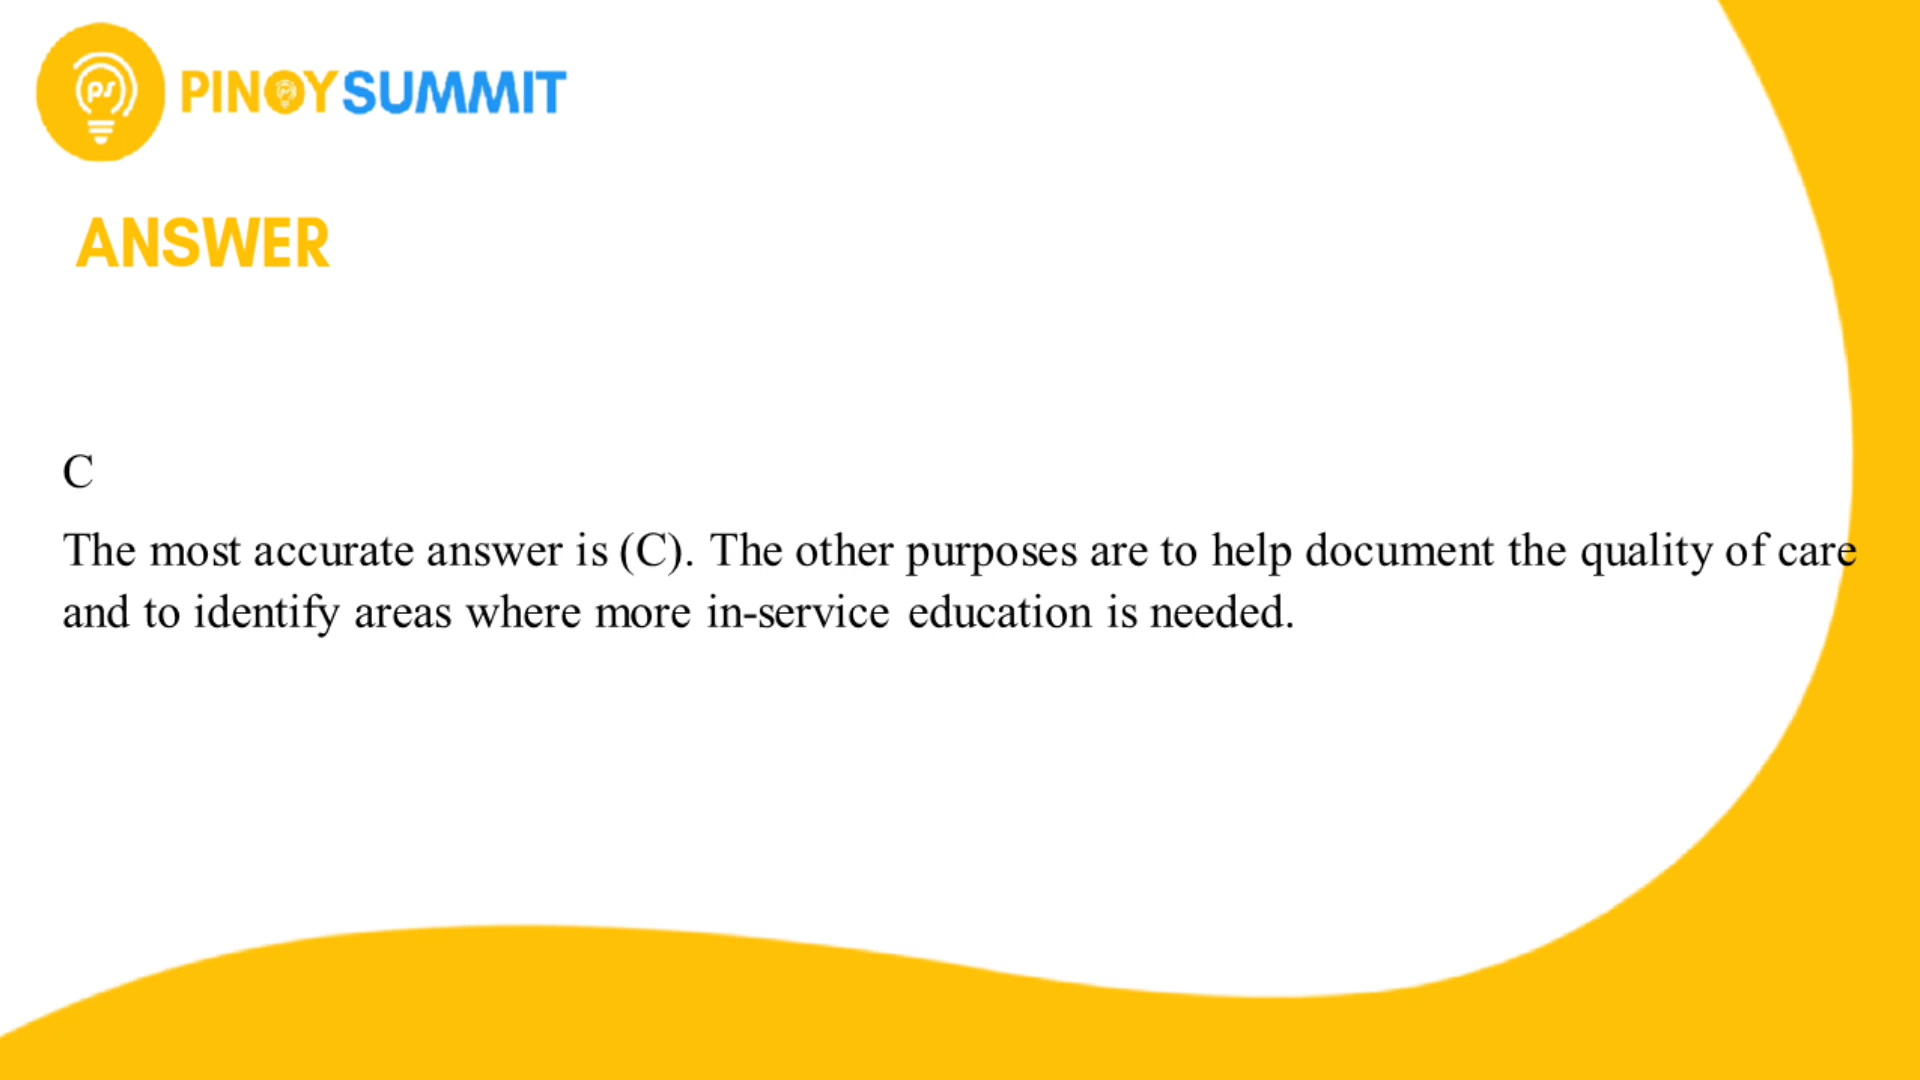 ps PINOYSUMMIT
ANSWER
C
The most accurate answer is (C). The other purposes are to help document the quality of care
and to identify areas where more in-service education is needed.